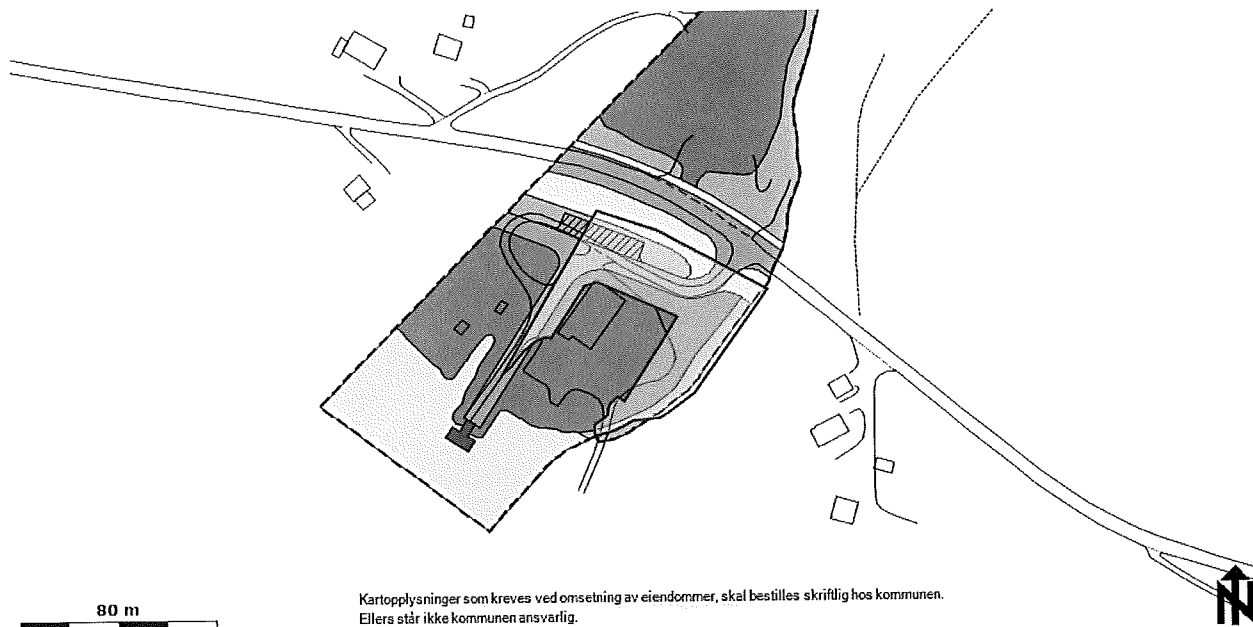 80 m
Kartopplysninger som kreves ved omsetning av eiendommer, skal bestilles skriftlig hos kommunen.
Ellers står ikke kommunen ansvarlig.
N